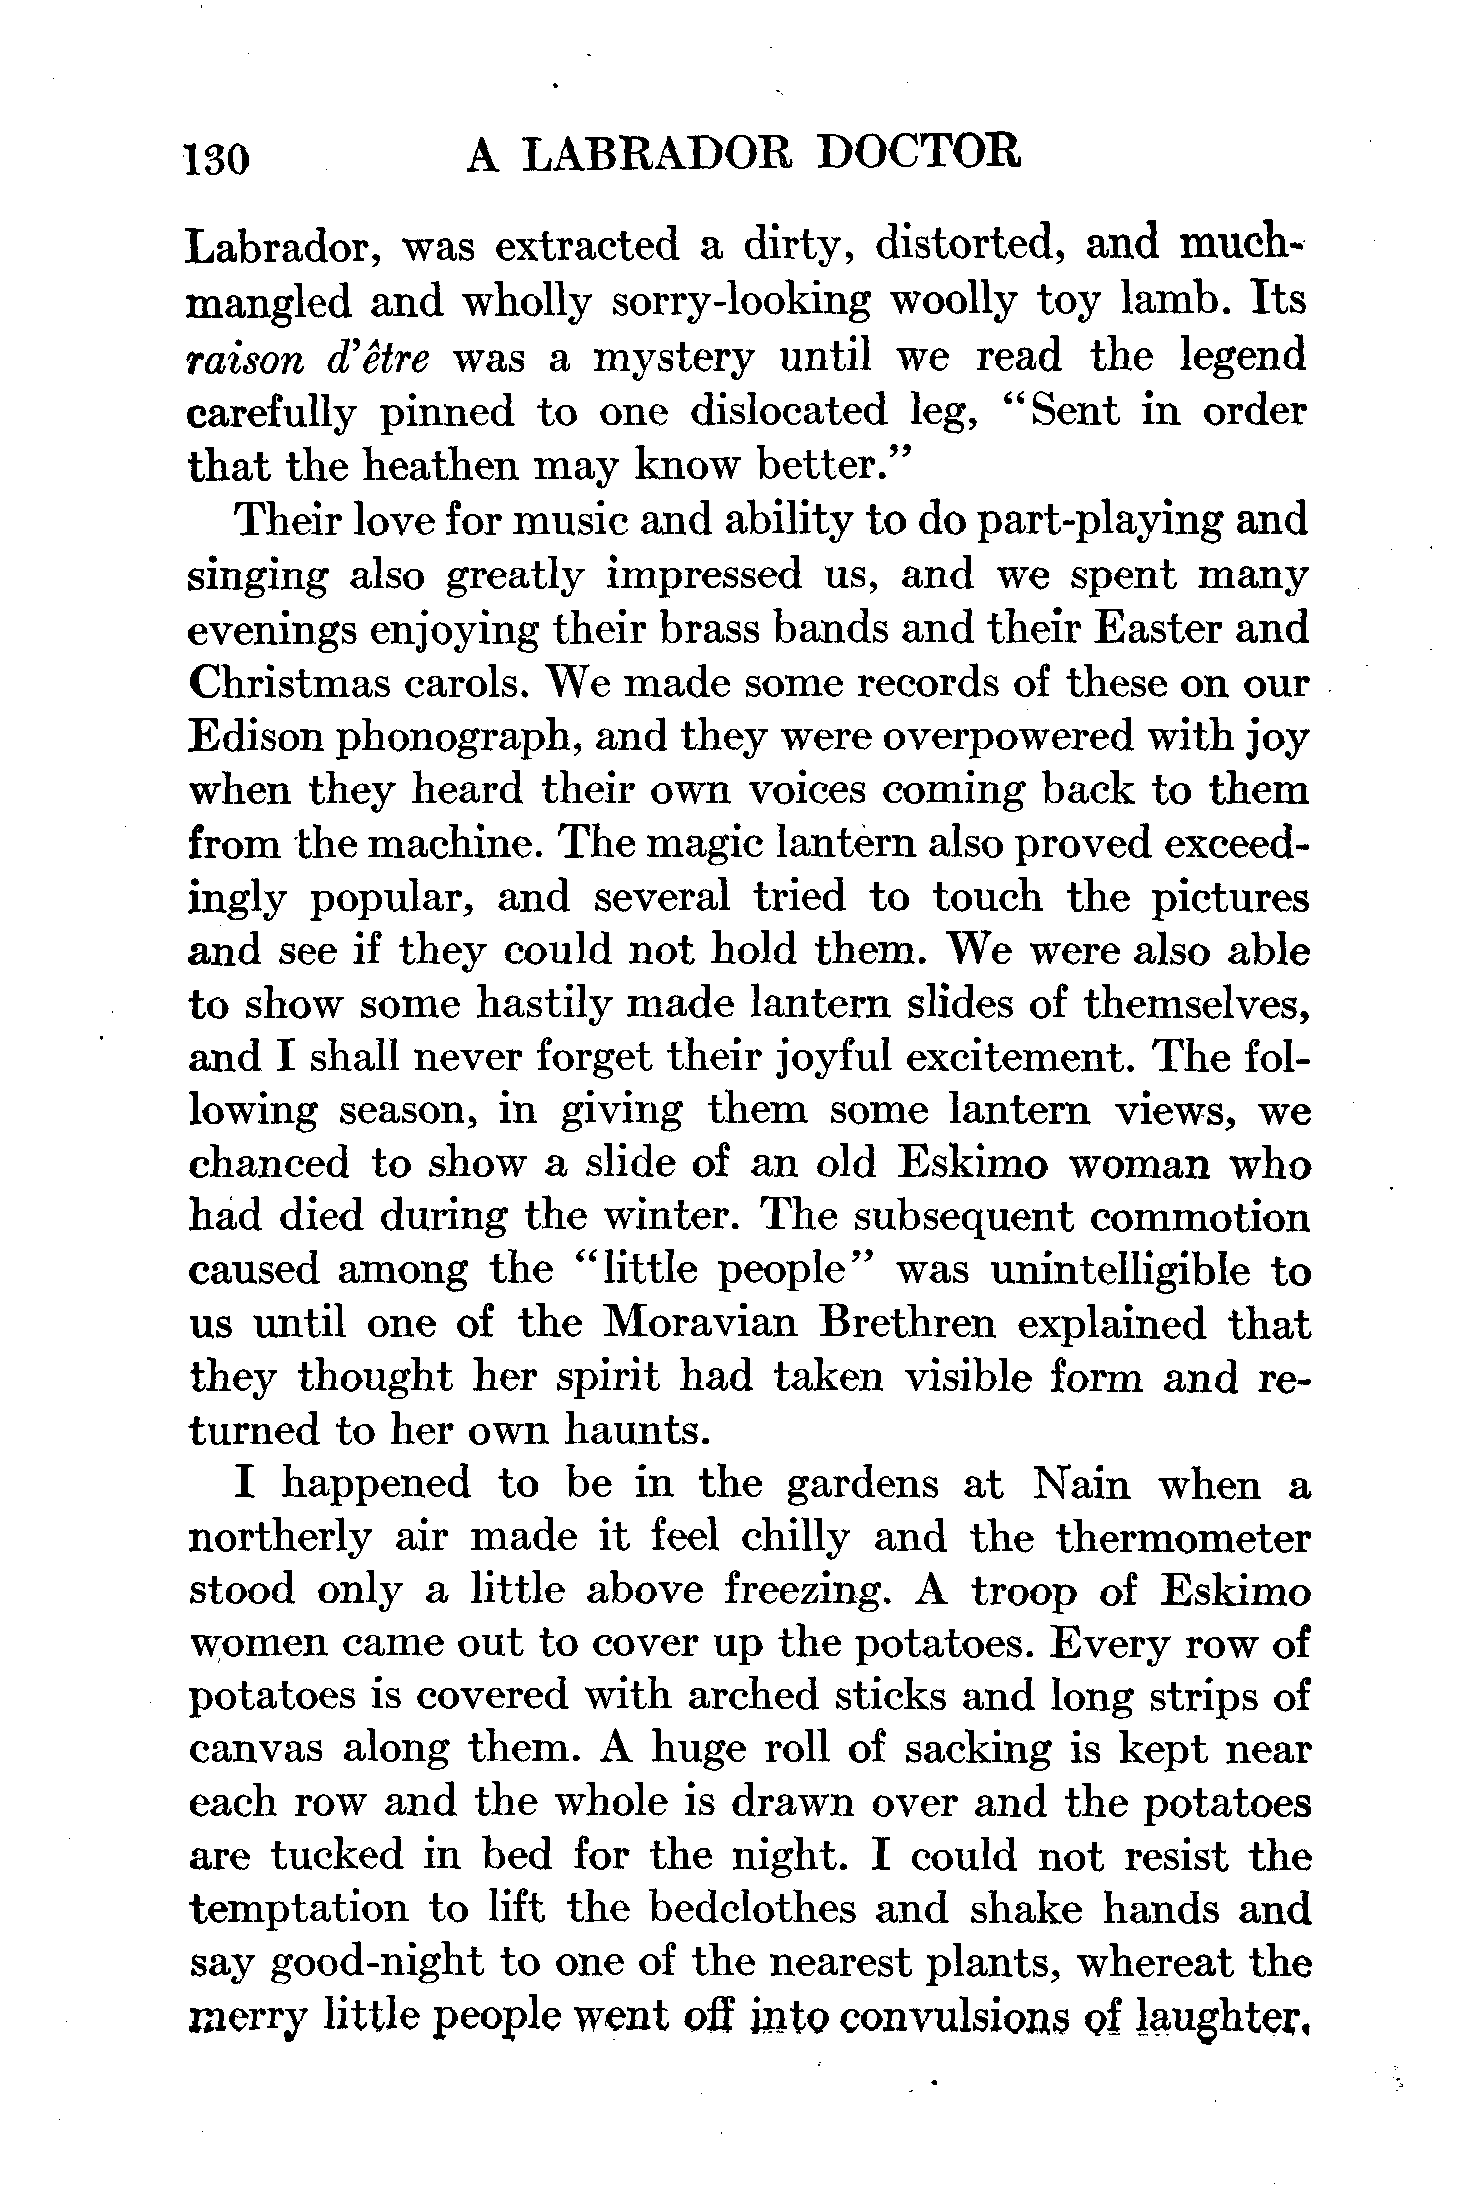 130 A LABRADOR DOCTOR
Labrador, was extracted a dirty, distorted, and much-
mangled and wholly sorry-looking woolly toy lamb. Its
raison d'être was a mystery until we read the legend
carefully pinned to one dislocated leg, "Sent in order
that the heathen may know better."
Their love for music and ability to do part-playing and
singing also greatly impressed us, and we spent many
evenings enjoying their brass bands and their Easter and
Christmas carols. We made some records of these on our
Edison phonograph, and they were overpowered with joy
when they heard their own voices coming back to them
from the machine. The magic lantern also proved exceed-
ingly popular, and several tried to touch the pictures
and see if they could not hold them. We were also able
to show some hastily made lantern slides of themselves,
and I shall never forget their joyful excitement. The fol-
lowing season, in giving them some lantern views, we
chanced to show a slide of an old Eskimo woman who
had died during the winter. The subsequent commotion
caused among the "little people" was unintelligible to
us until one of the Moravian Brethren explained that
they thought her spirit had taken visible form and re-
turned to her own haunts.
I happened to be in the gardens at Nain when a
northerly air made it feel chilly and the thermometer
stood only a little above freezing. A troop of Eskimo
women came out to cover up the potatoes. Every row of
potatoes is covered with arched sticks and long strips of
canvas along them. A huge roll of sacking is kept near
each row and the whole is drawn over and the potatoes
are tucked in bed for the night. I could not resist the
temptation to lift the bedclothes and shake hands and
say good-night to one of the nearest plants, whereat the
merry little people went off into convulsions of laughter.